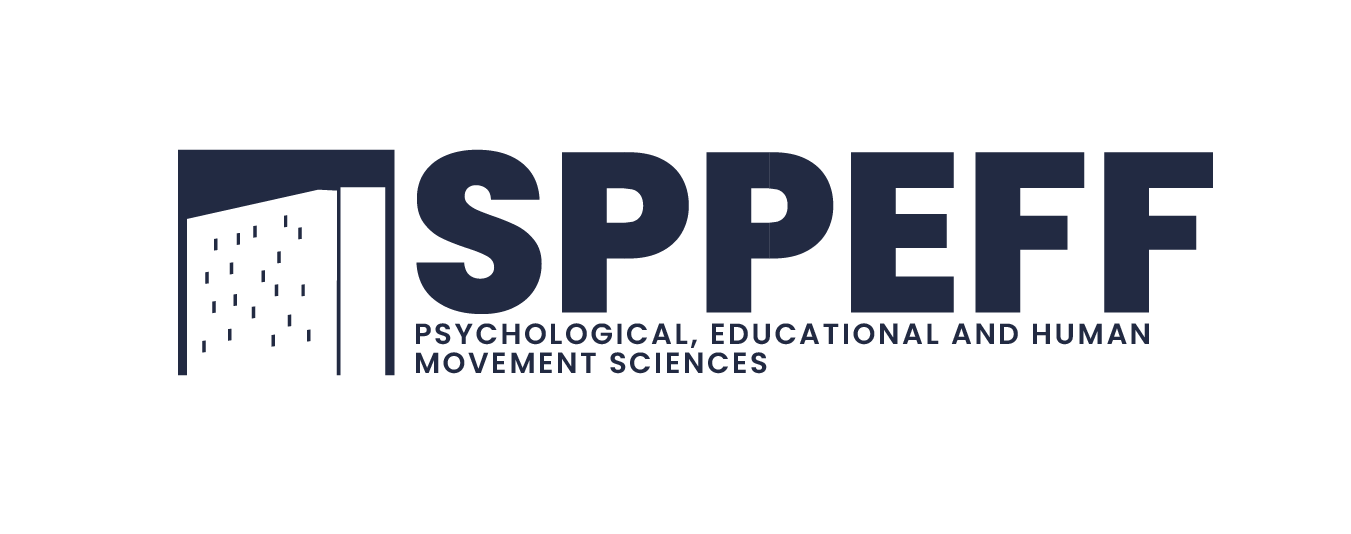 SPPEFF
PSYCHOLOGICAL, EDUCATIONAL AND HUMAN
MOVEMENT SCIENCES